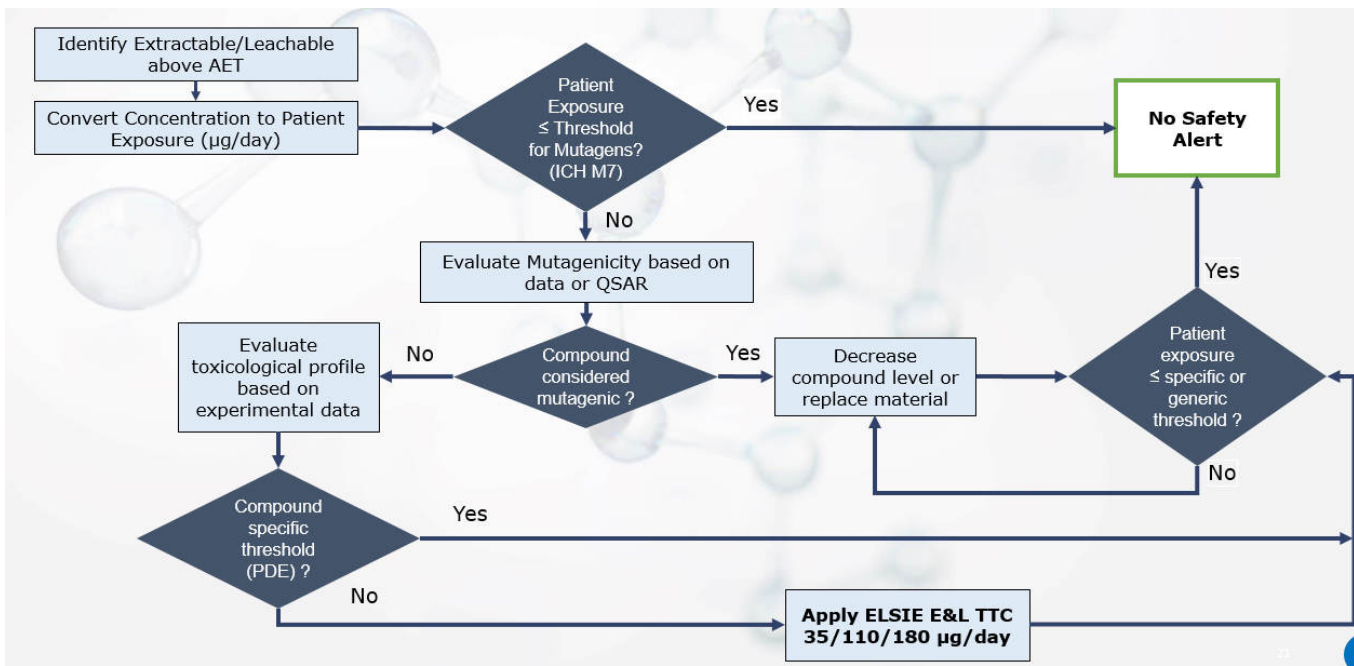 Identify Extractable/Leachable
above AET
Convert Concentration to Patient
Exposure (µg/day)
Patient
Exposure
≤ Threshold
for Mutagens?
(ICH M7)
Yes
No Safety
Alert
No
Evaluate Mutagenicity based on
data or QSAR
Yes
Evaluate
toxicological profile
based on
experimental data
No
Compound
considered
mutagenic ?
Yes
Decrease
compound level or
replace material
Patient
exposure
≤ specific or
generic
threshold ?
No
Compound
specific
threshold
(PDE) ?
Yes
No
Apply ELSIE E&L TTC
35/110/180 µg/day